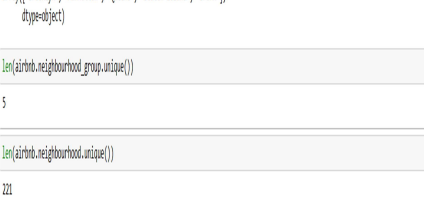 dtype=object)
len(airbnb.neighbourhood_group.unique())
5
len(airbnb.neighbourhood.unique())
221